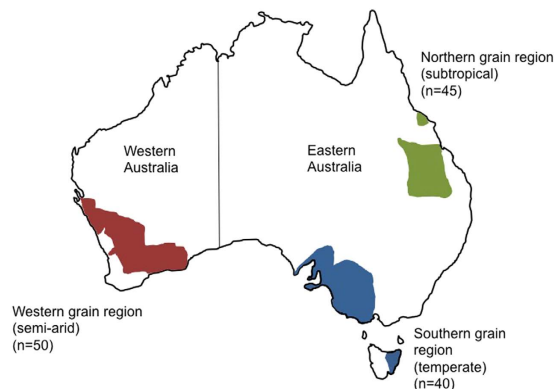 Northern grain region
(subtropical)
(n=45)
Western
Australia
Eastern
Australia
Western grain region
(semi-arid)
(n=50)
Southern grain
region
(temperate)
(n=40)